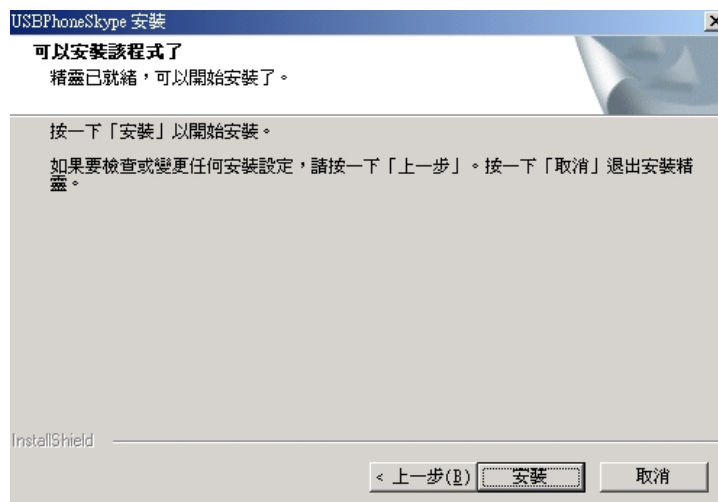 USBPhoneSkype 安裝
可以安裝該程式了
精靈已就緒，可以開始安裝了。
按一下「安裝」以開始安裝。
如果要檢查或變更任何安裝設定，請按一下「上一步」。按一下「取消」退出安裝精
靈。
InstallShield
< 上一步(B) 安裝 取消